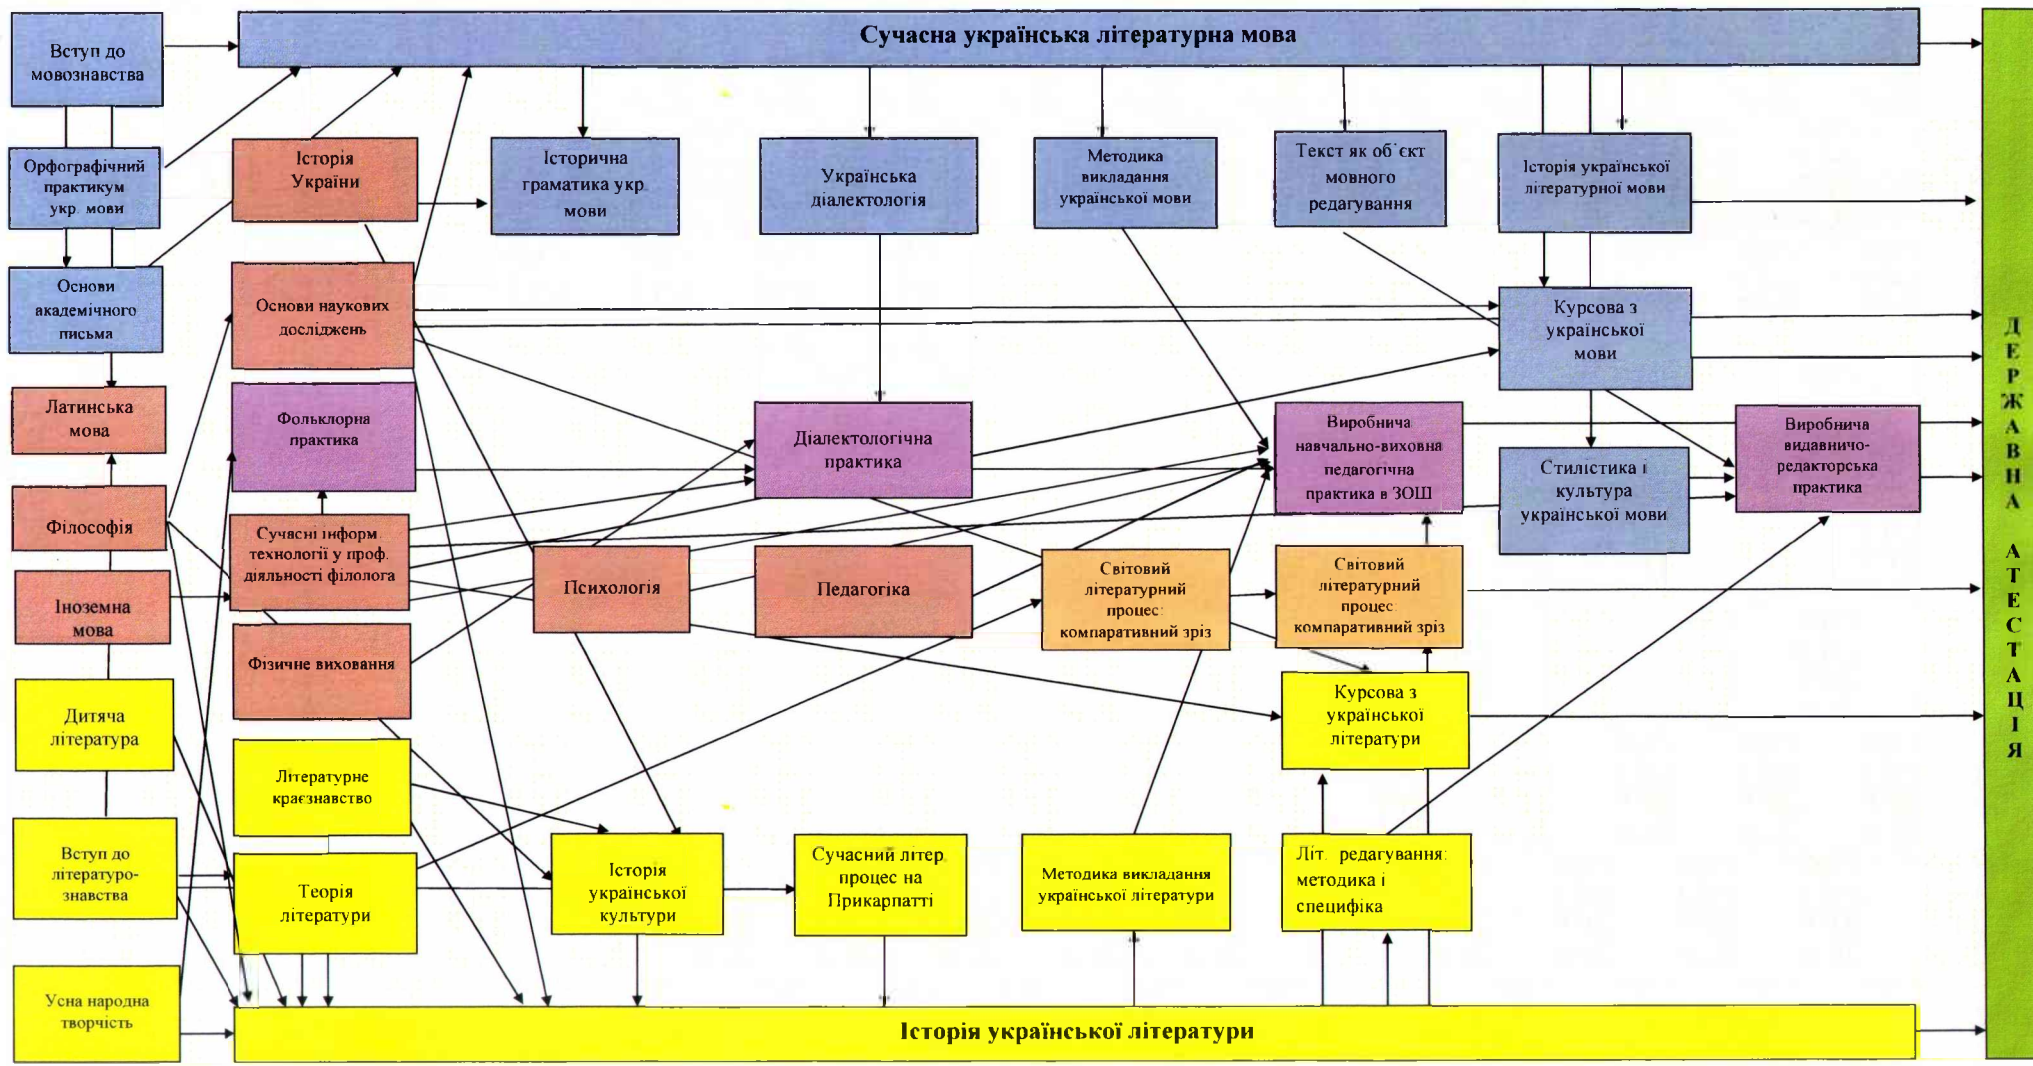 Вступ до
мовознавства
Сучасна українська літературна мова
Орфографічний
практикум
укр. мови
Історія
України
Історична
граматика укр.
мови
Українська
діалектологія
Методика
викладання
української мови
Текст як об'єкт
мовного
редагування
Історія української
літературної мови
Основи
академічного
письма
Основи наукових
досліджень
Курсова з
української
мови
Латинська
мова
Фольклорна
практика
Діалектологічна
практика
Виробнича
навчально-виховна
педагогічна
практика в ЗОШ
Стилістика і
культура
української мови
Виробнича
видавничо-
редакторська
практика
Філософія
Сучасні інформ.
технології у проф.
діяльності філолога
Іноземна
мова
Психологія
Педагогіка
Світовий
літературний
процес:
компаративний зріз
Світовий
літературний
процес:
компаративний зріз
Фізичне виховання
Дитяча
література
Курсова з
української
літератури
Літературне
краєзнавство
Вступ до
літературо-
знавства
Теорія
літератури
Історія
української
культури
Сучасний літер.
процес на
Прикарпатті
Методика викладання
української літератури
Літ. редагування:
методика і
специфіка
Усна народна
творчість
Історія української літератури
ДЕРЖАВНА АТЕСТАЦІЯ